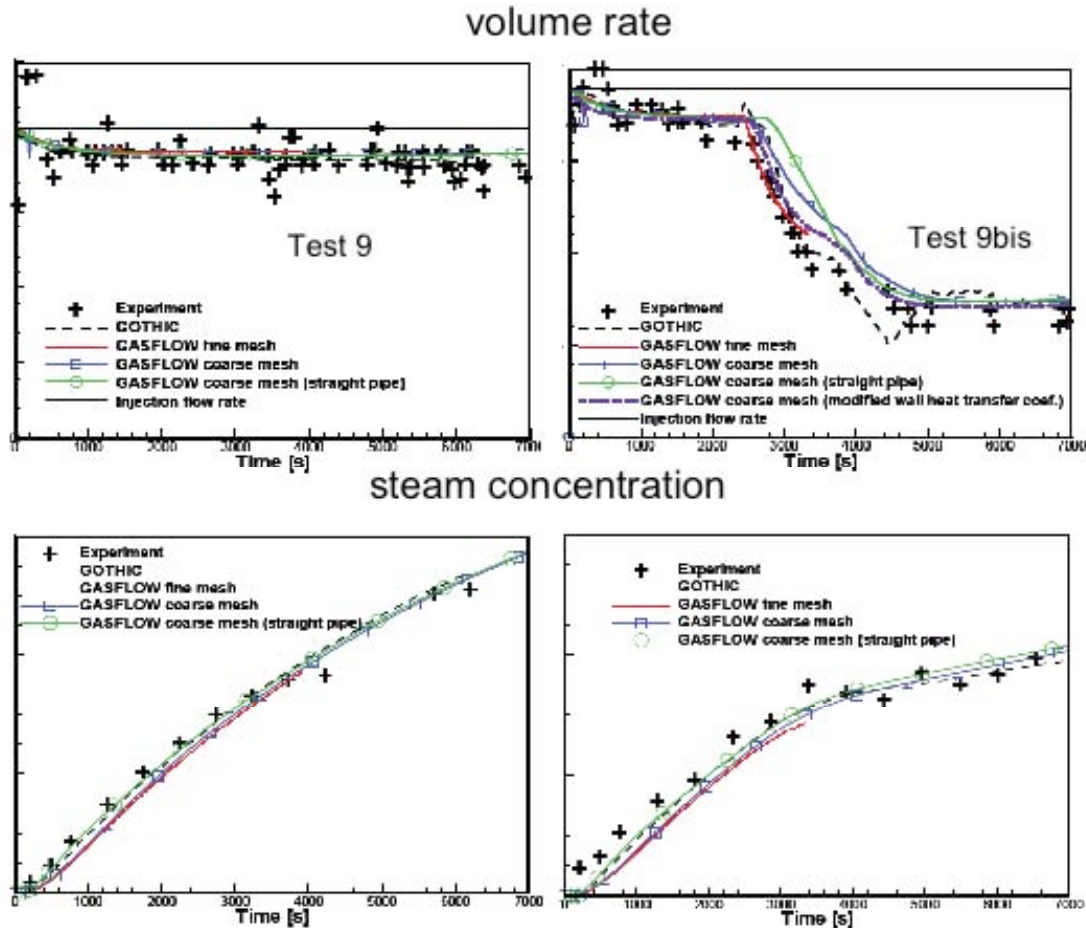 volume rate
Test 9
Experiment
GOTHIC
GASFLOW fine mesh
GASFLOW coarse mesh
GASFLOW coarse mesh (straight pipe)
Injection flow rate
0 1000 2000 3000 4000 5000 6000 7000
Time [s]
Test 9bis
Experiment
GOTHIC
GASFLOW fine mesh
GASFLOW coarse mesh
GASFLOW coarse mesh (straight pipe)
GASFLOW coarse mesh (modified wall heat transfer coef.)
Injection flow rate
0 1000 2000 3000 4000 5000 6000 7000
Time [s]
steam concentration
Experiment
GOTHIC
GASFLOW fine mesh
GASFLOW coarse mesh
GASFLOW coarse mesh (straight pipe)
0 1000 2000 3000 4000 5000 6000 7000
Time [s]
Experiment
GOTHIC
GASFLOW fine mesh
GASFLOW coarse mesh
GASFLOW coarse mesh (straight pipe)
0 1000 2000 3000 4000 5000 6000 7000
Time [s]